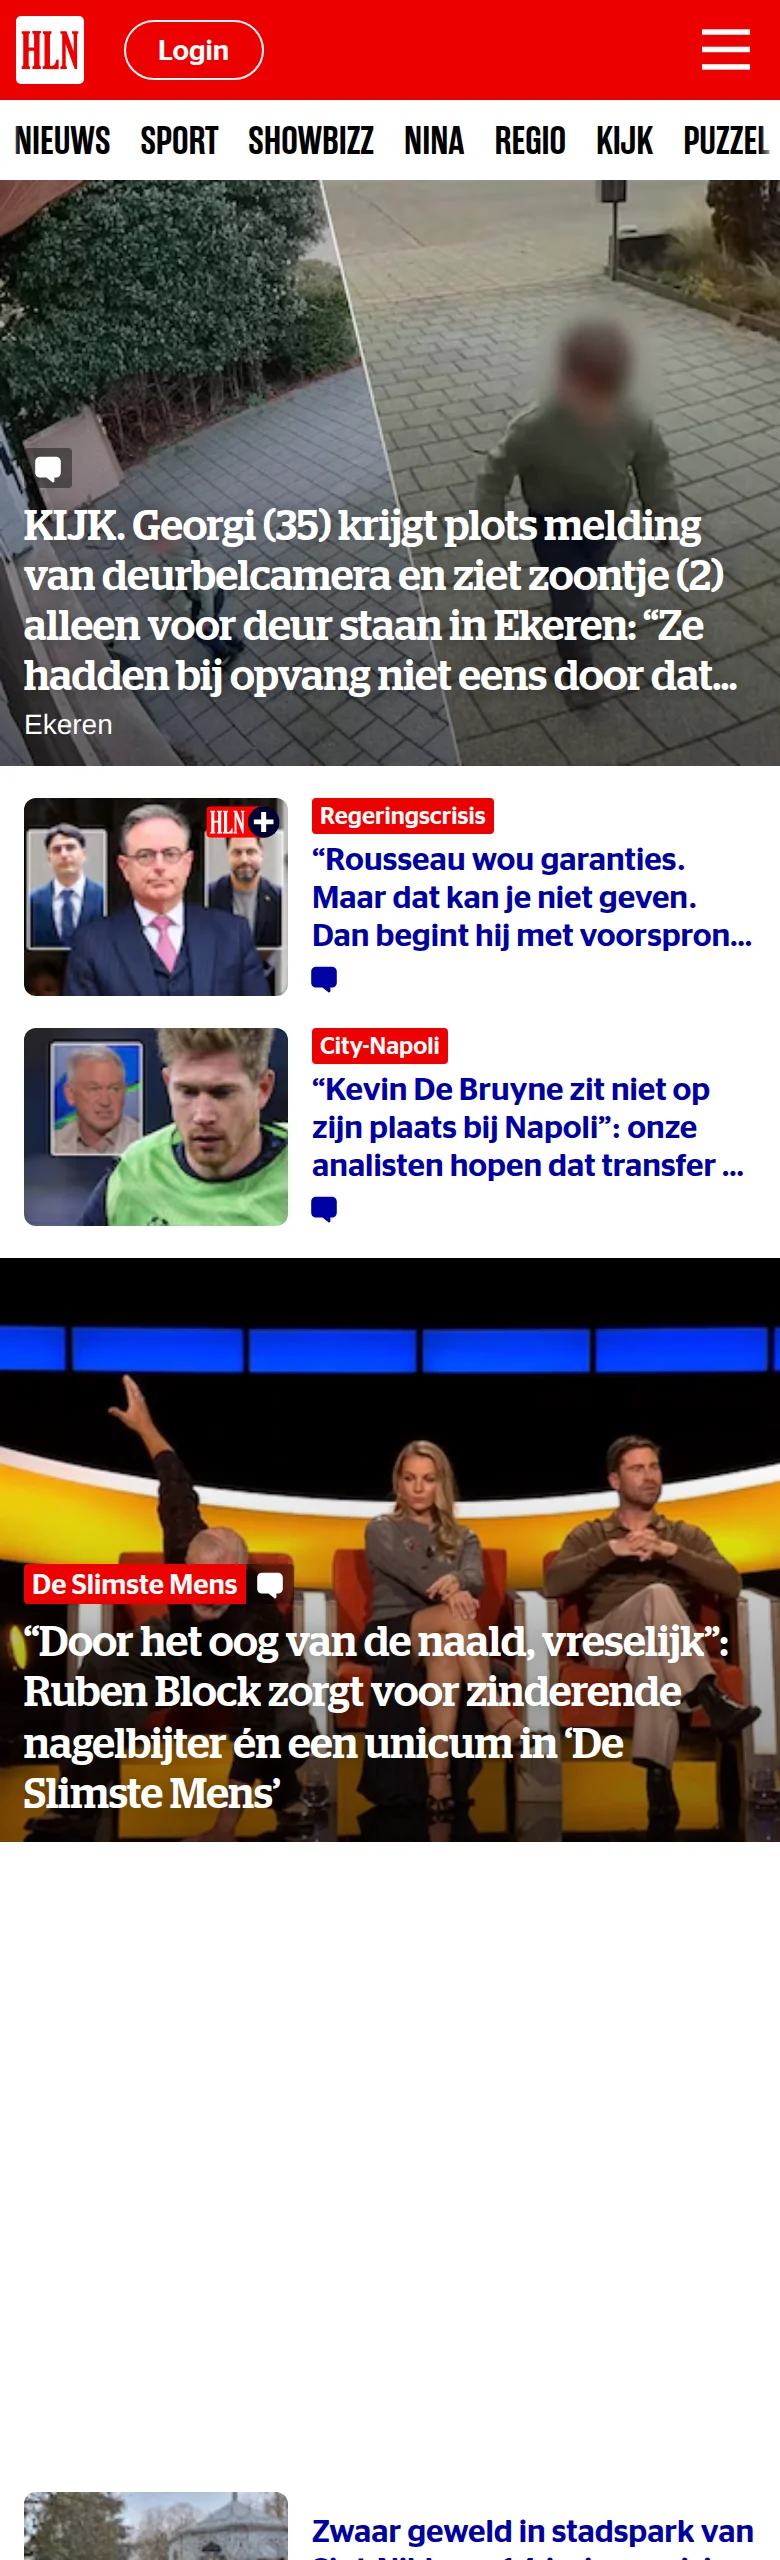 HLN
Login
NIEUWS SPORT SHOWBIZZ NINA REGIO KIJK PUZZEL
KIJK. Georgi (35) krijgt plots melding
van deurbelcamera en ziet zoontje (2)
alleen voor deur staan in Ekeren: “Ze
hadden bij opvang niet eens door dat...
Ekeren
HLN+
Regeringscrisis
“Rousseau wou garanties.
Maar dat kan je niet geven.
Dan begint hij met voorspron...
City-Napoli
“Kevin De Bruyne zit niet op
zijn plaats bij Napoli”: onze
analisten hopen dat transfer ...
De Slimste Mens
“Door het oog van de naald, vreselijk”:
Ruben Block zorgt voor zinderende
nagelbijter én een unicum in ‘De
Slimste Mens’
Zwaar geweld in stadspark van